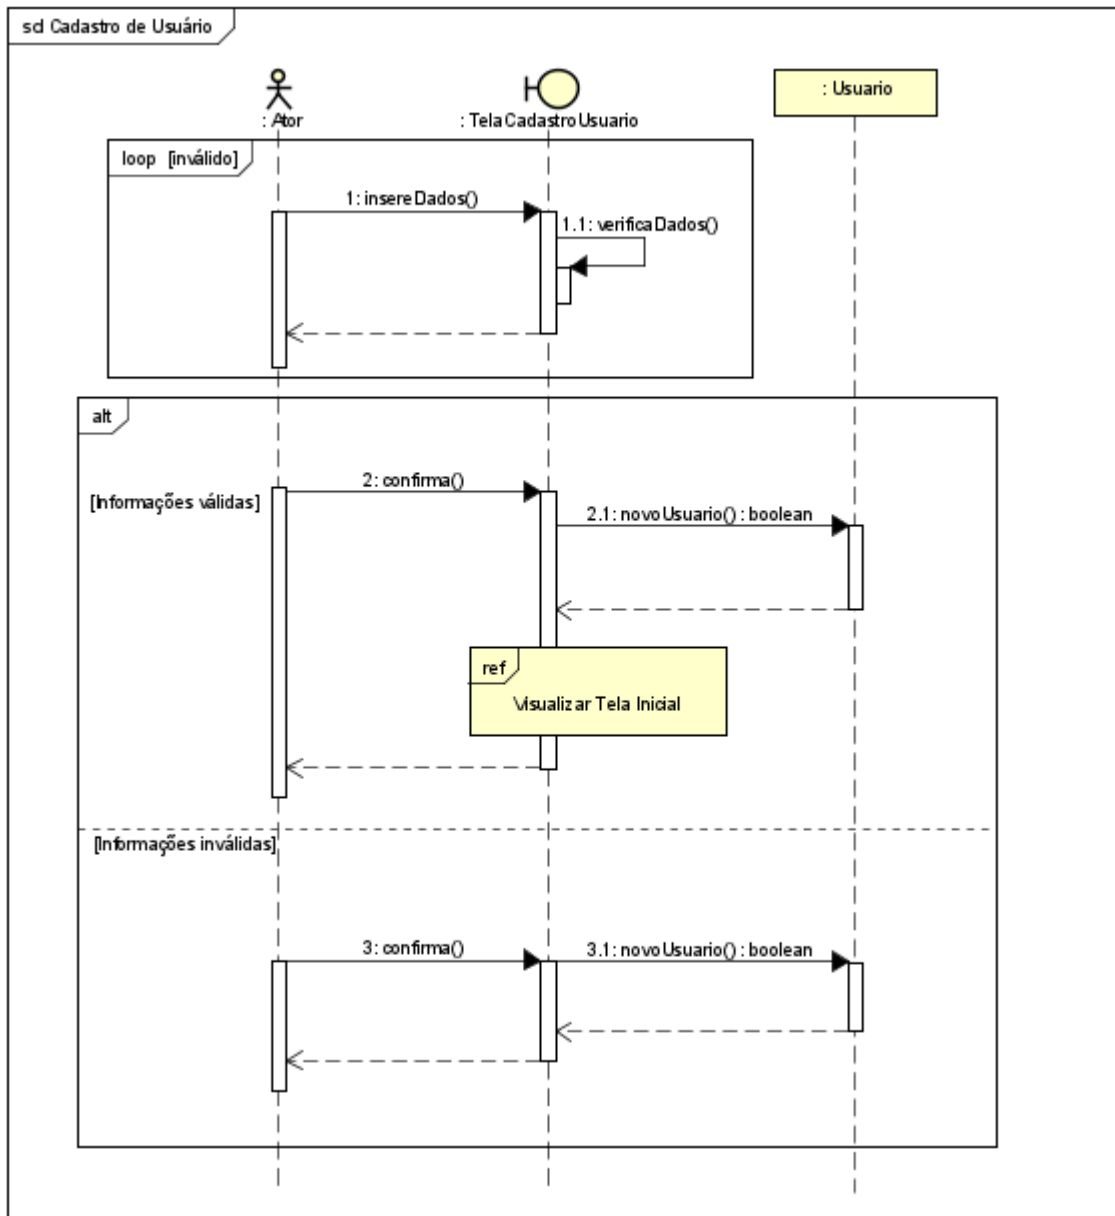 sd Cadastro de Usuário
: Ator
: TelaCadastroUsuario
: Usuario
loop [inválido]
1: insereDados()
1.1: verificaDados()
alt
[Informações válidas]
2: confirma()
2.1: novoUsuario() : boolean
ref
Visualizar Tela Inicial
[Informações inválidas]
3: confirma()
3.1: novoUsuario() : boolean